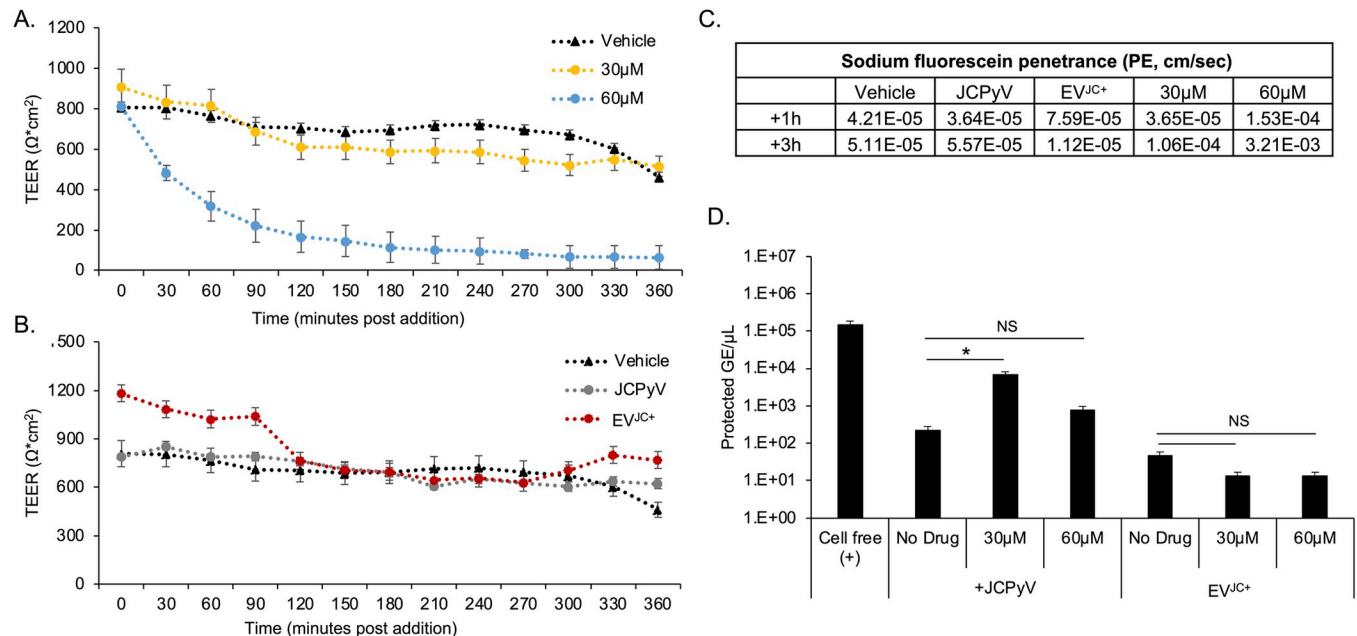 A.
1200
1000
800
600
400
200
0
TEER (Ω*cm2)
0 30 60 90 120 150 180 210 240 270 300 330 360
Time (minutes post addition)
Vehicle
30µM
60µM
B.
,500
1200
900
600
300
0
TEER (Ω*cm2)
0 30 60 90 120 150 180 210 240 270 300 330 360
Time (minutes post addition)
Vehicle
JCPyV
EVJC+
C.
Sodium fluorescein penetrance (PE, cm/sec)
Vehicle JCPyV EVJC+ 30µM 60µM
+1h 4.21E-05 3.64E-05 7.59E-05 3.65E-05 1.53E-04
+3h 5.11E-05 5.57E-05 1.12E-05 1.06E-04 3.21E-03
D.
1.E+07
1.E+06
1.E+05
1.E+04
1.E+03
1.E+02
1.E+01
1.E+00
Protected GE/µL
NS
*
NS
Cell free (+)
No Drug 30µM 60µM No Drug 30µM 60µM
+JCPyV EVJC+